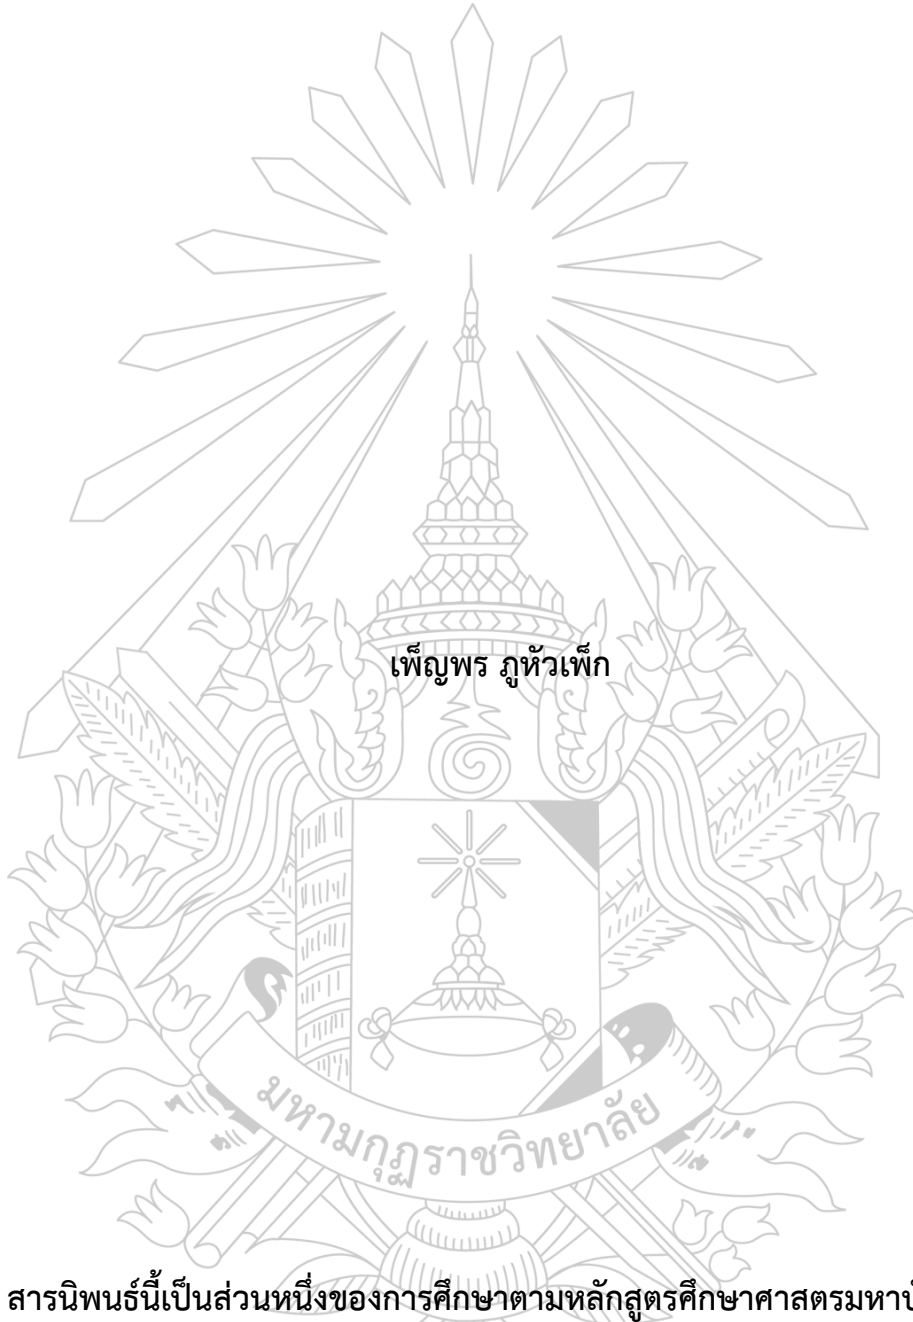 เพ็ญพร ภูหัวเพ็ก
มหามกุฏราชวิทยาลัย
สารนิพนธ์นี้เป็นส่วนหนึ่งของการศึกษาตามหลักสูตรศึกษาศาสตรมหาบั